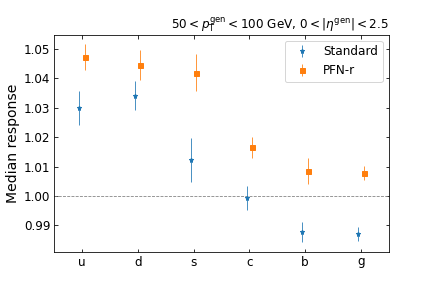 50 < p_T^gen < 100 GeV, 0 < |η^gen| < 2.5
Median response
1.05
1.04
1.03
1.02
1.01
1.00
0.99
Standard
PFN-r
u d s c b g